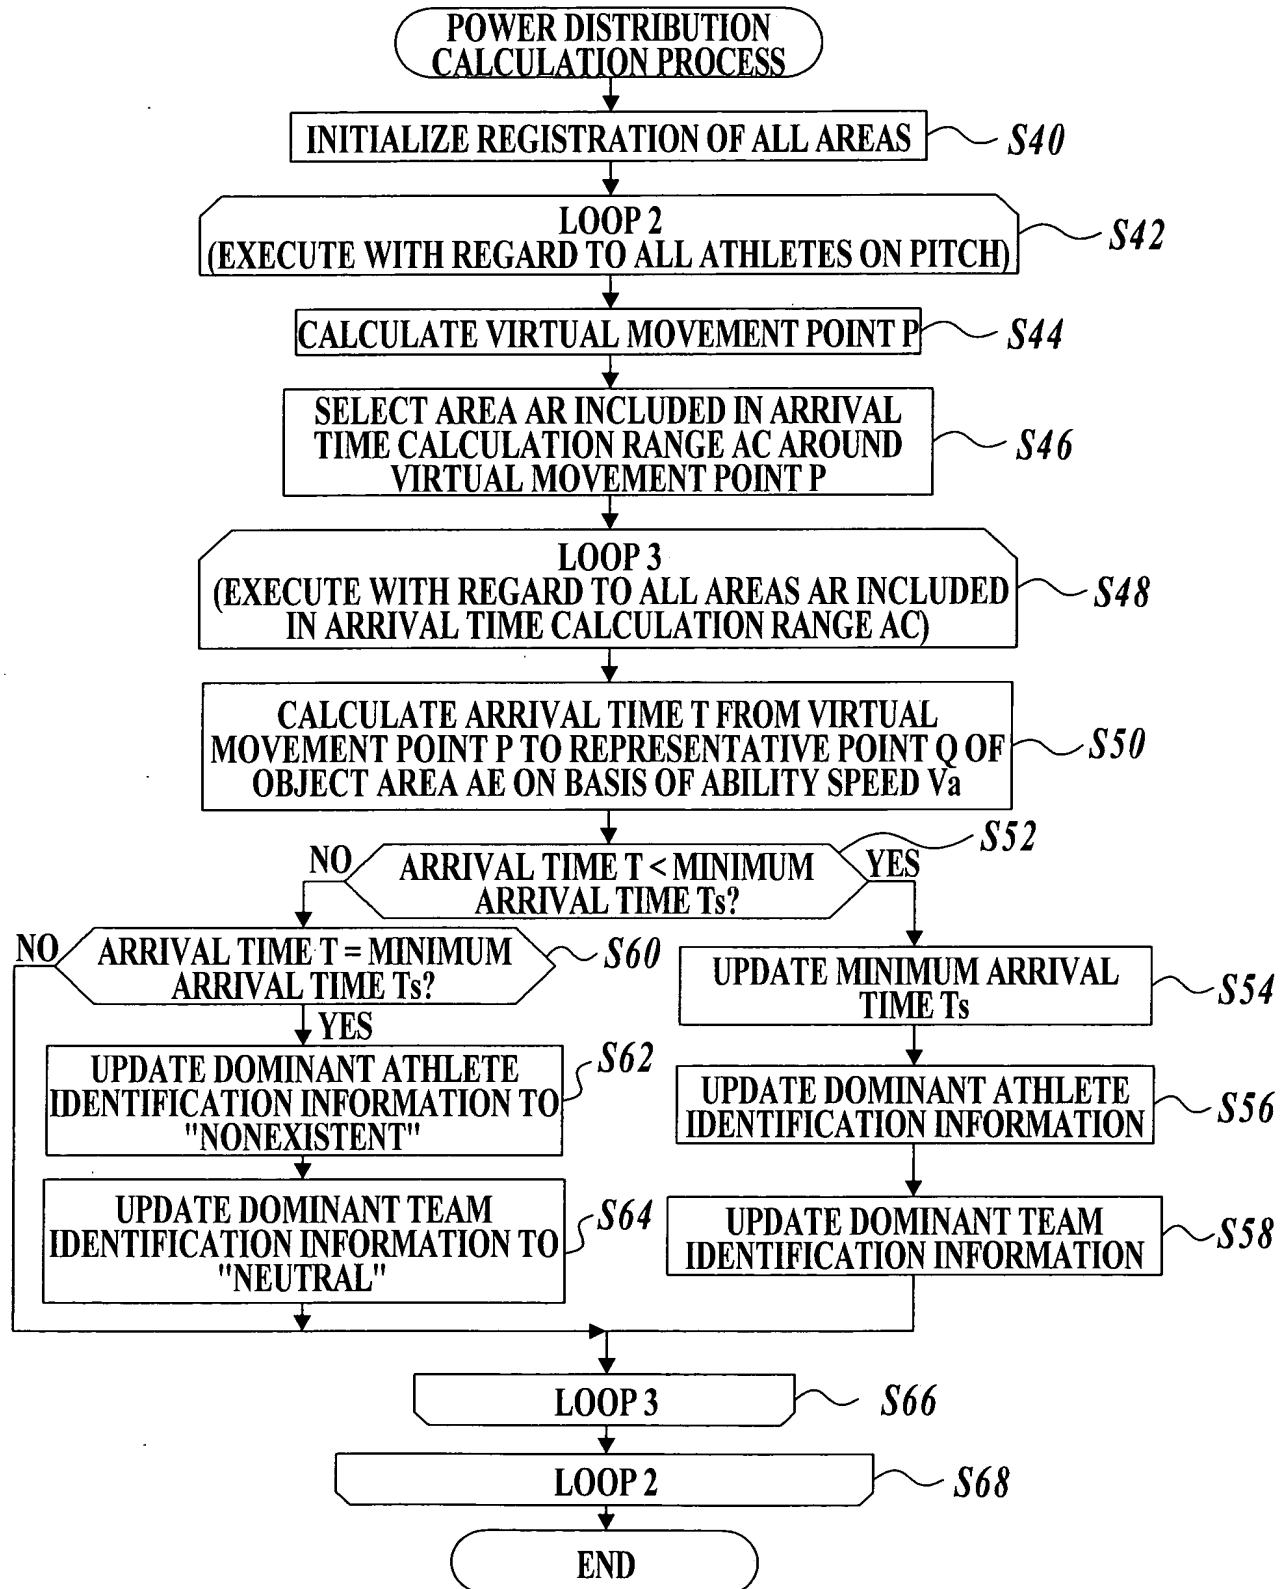 POWER DISTRIBUTION
CALCULATION PROCESS
INITIALIZE REGISTRATION OF ALL AREAS
S40
LOOP 2
(EXECUTE WITH REGARD TO ALL ATHLETES ON PITCH)
S42
CALCULATE VIRTUAL MOVEMENT POINT P
S44
SELECT AREA AR INCLUDED IN ARRIVAL
TIME CALCULATION RANGE AC AROUND
VIRTUAL MOVEMENT POINT P
S46
LOOP 3
(EXECUTE WITH REGARD TO ALL AREAS AR INCLUDED
IN ARRIVAL TIME CALCULATION RANGE AC)
S48
CALCULATE ARRIVAL TIME T FROM VIRTUAL
MOVEMENT POINT P TO REPRESENTATIVE POINT Q OF
OBJECT AREA AE ON BASIS OF ABILITY SPEED Va
S50
S52
NO
ARRIVAL TIME T < MINIMUM
ARRIVAL TIME Ts?
YES
NO
ARRIVAL TIME T = MINIMUM
ARRIVAL TIME Ts?
S60
YES
UPDATE MINIMUM ARRIVAL
TIME Ts
S54
UPDATE DOMINANT ATHLETE
IDENTIFICATION INFORMATION TO
"NONEXISTENT"
S62
UPDATE DOMINANT ATHLETE
IDENTIFICATION INFORMATION
S56
UPDATE DOMINANT TEAM
IDENTIFICATION INFORMATION TO
"NEUTRAL"
S64
UPDATE DOMINANT TEAM
IDENTIFICATION INFORMATION
S58
LOOP 3
S66
LOOP 2
S68
END